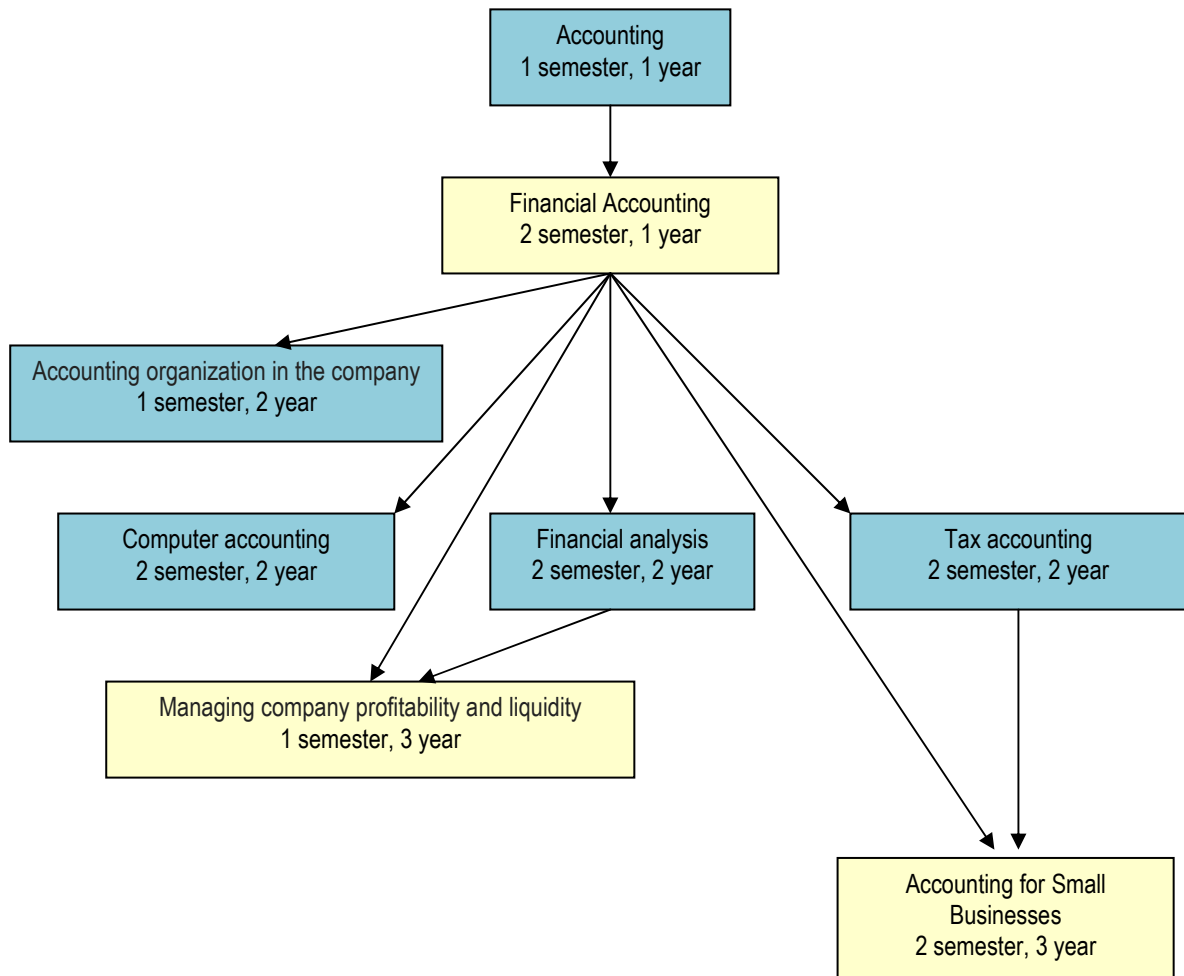 Accounting
1 semester, 1 year
Financial Accounting
2 semester, 1 year
Accounting organization in the company
1 semester, 2 year
Computer accounting
2 semester, 2 year
Financial analysis
2 semester, 2 year
Tax accounting
2 semester, 2 year
Managing company profitability and liquidity
1 semester, 3 year
Accounting for Small
Businesses
2 semester, 3 year